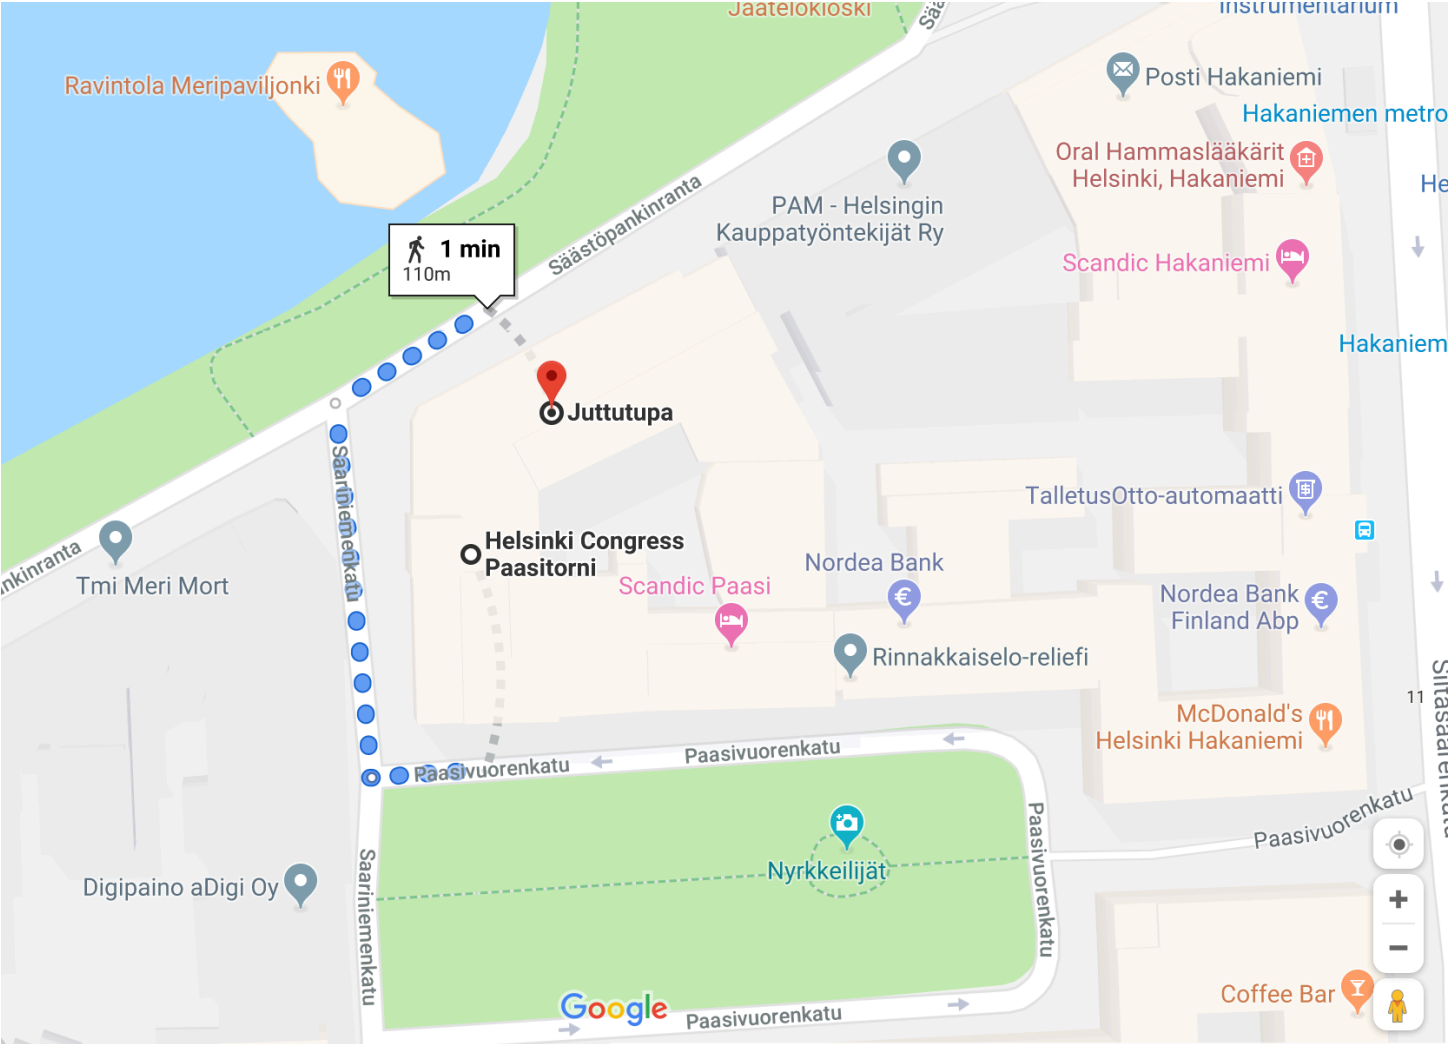 Jäätelökioski
Instrumentarium
Ravintola Meripaviljonki
Posti Hakaniemi
Hakaniemen metro
Oral Hammaslääkärit
Helsinki, Hakaniemi
He
PAM - Helsingin
Kauppatyöntekijät Ry
Säästöpankinranta
Sää
1 min
110m
Scandic Hakaniemi
Hakaniem
Juttutupa
Saariniemenkatu
TalletusOtto-automaatti
Helsinki Congress
Paasitorni
nkinranta
Tmi Meri Mort
Scandic Paasi
Nordea Bank
Nordea Bank
Finland Abp
Rinnakkaiselo-reliefi
11
Siltasaarenkatu
McDonald's
Helsinki Hakaniemi
Paasivuorenkatu
Paasivuorenkatu
Paasivuorenkatu
Paasivuorenkatu
Nyrkkeilijät
Digipaino aDigi Oy
Saariniemenkatu
Google
Paasivuorenkatu
Coffee Bar